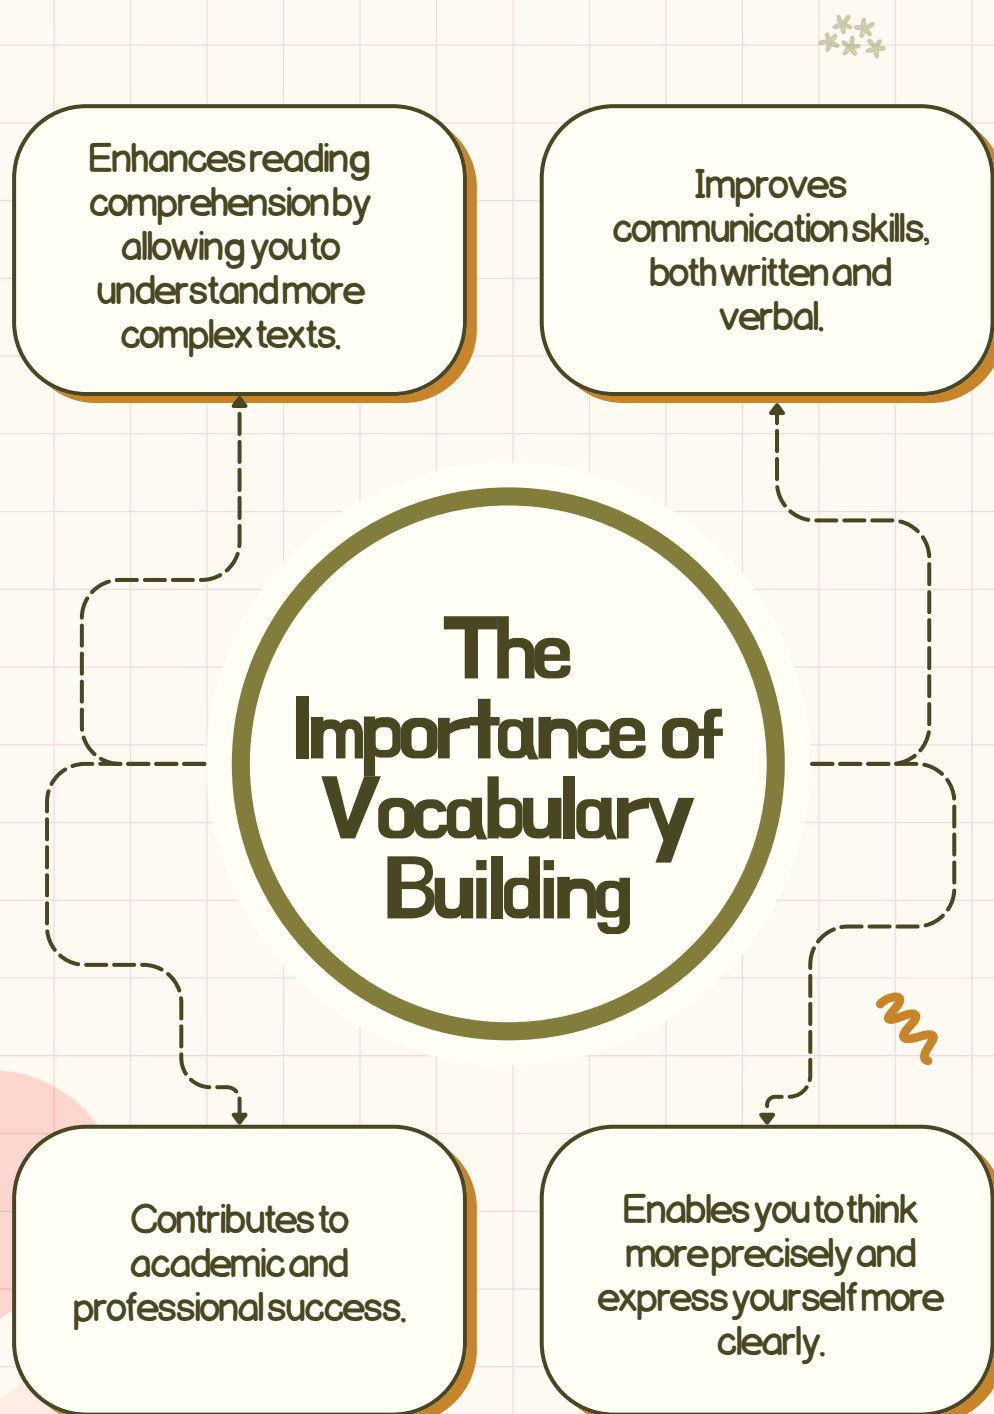 Enhances reading
comprehension by
allowing you to
understand more
complex texts.
Improves
communication skills,
both written and
verbal.
The
Importance of
Vocabulary
Building
Contributes to
academic and
professional success.
Enables you to think
more precisely and
express yourself more
clearly.